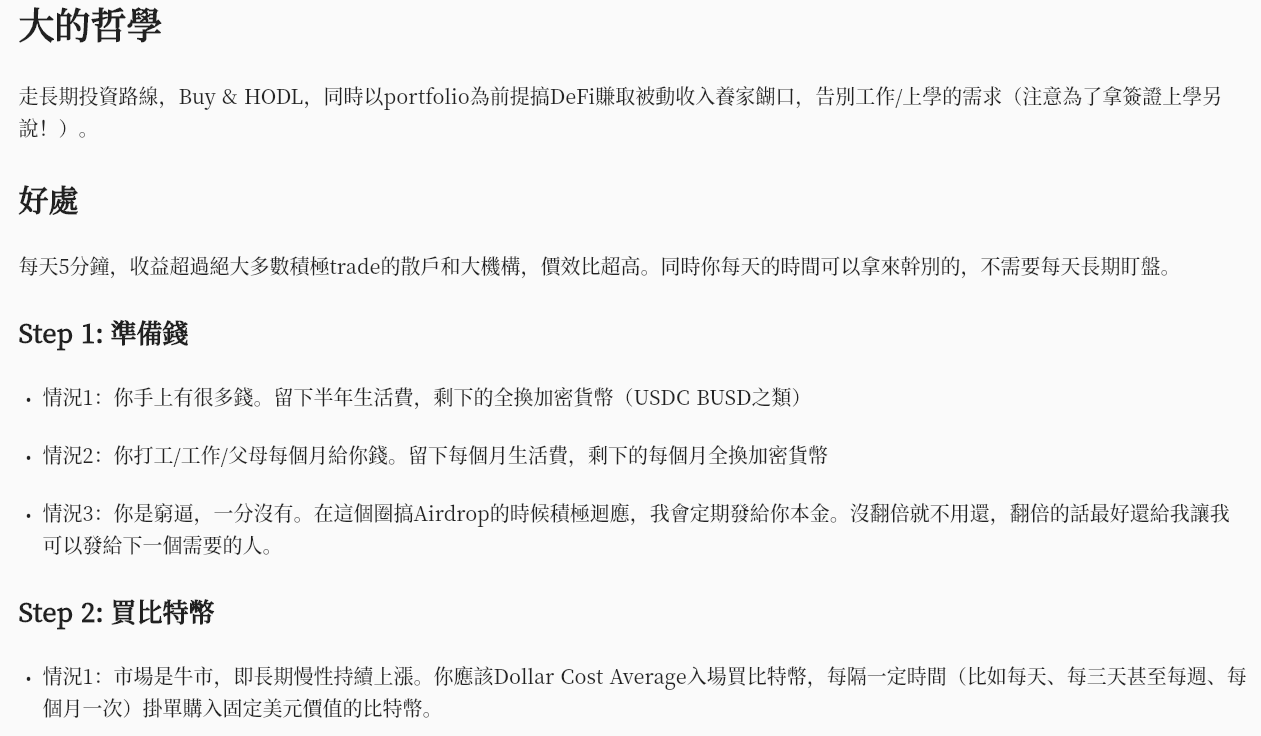 大的哲學
走長期投資路線，Buy & HODL，同時以portfolio為前提搞DeFi賺取被動收入養家餬口，告別工作/上學的需求（注意為了拿簽證上學另
說！）。
好處
每天5分鐘，收益超過絕大多數積極trade的散戶和大機構，價效比超高。同時你每天的時間可以拿來幹別的，不需要每天長期盯盤。
Step 1: 準備錢
• 情況1：你手上有很多錢。留下半年生活費，剩下的全換加密貨幣（USDC BUSD之類）
• 情況2：你打工/工作/父母每個月給你錢。留下每個月生活費，剩下的每個月全換加密貨幣
• 情況3：你是窮逼，一分沒有。在這個圈搞Airdrop的時候積極迴應，我會定期發給你本金。沒翻倍就不用還，翻倍的話最好還給我讓我
可以發給下一個需要的人。
Step 2: 買比特幣
• 情況1：市場是牛市，即長期慢性持續上漲。你應該Dollar Cost Average入場買比特幣，每隔一定時間（比如每天、每三天甚至每週、每
個月一次）掛單購入固定美元價值的比特幣。